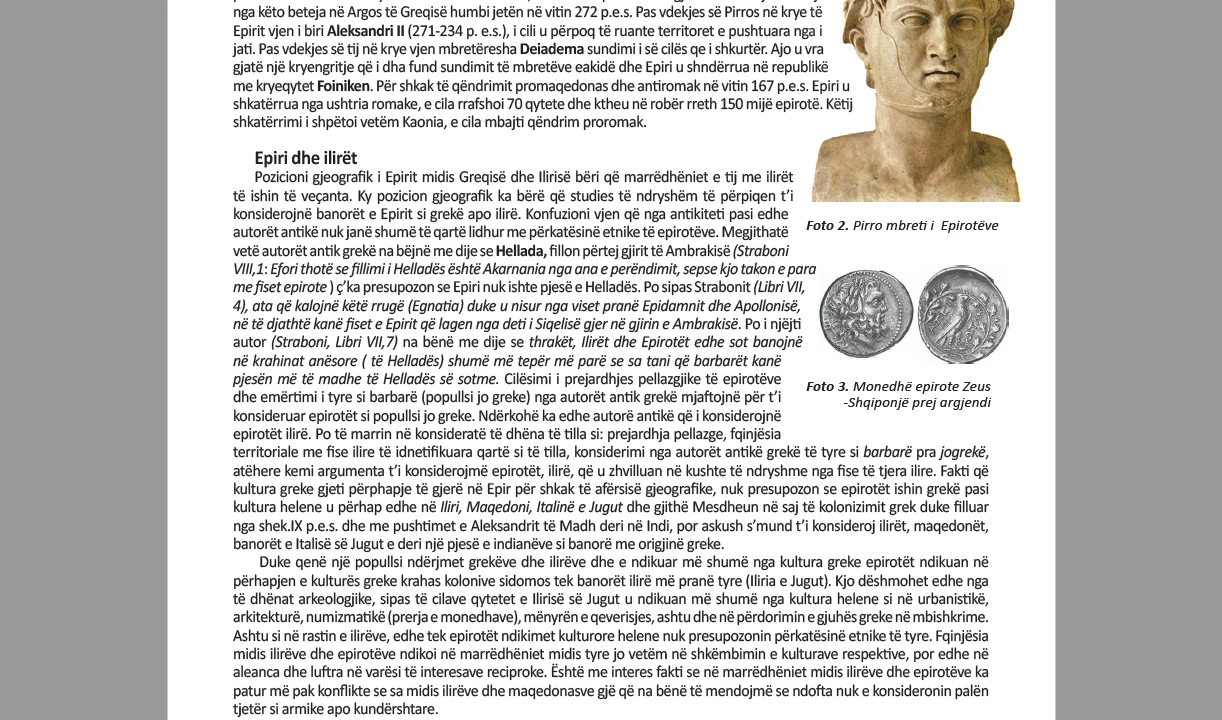 nga këto beteja në Argos të Greqisë humbi jetën në vitin 272 p.e.s. Pas vdekjes së Pirros në krye të
Epirit vjen i biri Aleksandri II (271-234 p. e.s.), i cili u përpoq të ruante territoret e pushtuara nga i
jati. Pas vdekjes së tij në krye vjen mbretëresha Deiadema sundimi i së cilës qe i shkurtër. Ajo u vra
gjatë një kryengritje që i dha fund sundimit të mbretëve eakidë dhe Epiri u shndërrua në republikë
me kryeqytet Foiniken. Për shkak të qëndrimit promaqedonas dhe antiromak në vitin 167 p.e.s. Epiri u
shkatërrua nga ushtria romake, e cila rrafshoi 70 qytete dhe ktheu në robër rreth 150 mijë epirotë. Këtij
shkatërrimi i shpëtoi vetëm Kaonia, e cila mbajti qëndrim proromak.
Epiri dhe ilirët
Pozicioni gjeografik i Epirit midis Greqisë dhe Ilirisë bëri që marrëdhëniet e tij me ilirët
të ishin të veçanta. Ky pozicion gjeografik ka bërë që studies të ndryshëm të përpiqen t’i
konsiderojnë banorët e Epirit si grekë apo ilirë. Konfuzioni vjen që nga antikiteti pasi edhe
autorët antikë nuk janë shumë të qartë lidhur me përkatësinë etnike të epirotëve. Megjithatë
vetë autorët antik grekë na bëjnë me dije se Hellada, fillon përtej gjirit të Ambrakisë (Straboni
VIII,1: Efori thotë se fillimi i Helladës është Akarnania nga ana e perëndimit, sepse kjo takon e para
me fiset epirote ) ç’ka presupozon se Epiri nuk ishte pjesë e Helladës. Po sipas Strabonit (Libri VII,
4), ata që kalojnë këtë rrugë (Egnatia) duke u nisur nga viset pranë Epidamnit dhe Apollonisë,
në të djathtë kanë fiset e Epirit që lagen nga deti i Siqelisë gjer në gjirin e Ambrakisë. Po i njëjti
autor (Straboni, Libri VII,7) na bënë me dije se thrakët, Ilirët dhe Epirotët edhe sot banojnë
në krahinat anësore ( të Helladës) shumë më tepër më parë se sa tani që barbarët kanë
pjesën më të madhe të Helladës së sotme. Cilësimi i prejardhjes pellazgjike të epirotëve
dhe emërtimi i tyre si barbarë (popullsi jo greke) nga autorët antik grekë mjaftojnë për t’i
konsideruar epirotët si popullsi jo greke. Ndërkohë ka edhe autorë antikë që i konsiderojnë
epirotët ilirë. Po të marrin në konsideratë të dhëna të tilla si: prejardhja pellazge, fqinjësia
territoriale me fise ilire të idnetifikuara qartë si të tilla, konsiderimi nga autorët antikë grekë të tyre si barbarë pra jogrekë,
atëhere kemi argumenta t’i konsiderojmë epirotët, ilirë, që u zhvilluan në kushte të ndryshme nga fise të tjera ilire. Fakti që
kultura greke gjeti përphapje të gjerë në Epir për shkak të afërsisë gjeografike, nuk presupozon se epirotët ishin grekë pasi
kultura helene u përhap edhe në Iliri, Maqedoni, Italinë e Jugut dhe gjithë Mesdheun në saj të kolonizimit grek duke filluar
nga shek.IX p.e.s. dhe me pushtimet e Aleksandrit të Madh deri në Indi, por askush s’mund t’i konsideroj ilirët, maqedonët,
banorët e Italisë së Jugut e deri një pjesë e indianëve si banorë me origjinë greke.
Duke qenë një popullsi ndërjmet grekëve dhe ilirëve dhe e ndikuar më shumë nga kultura greke epirotët ndikuan në
përhapjen e kulturës greke krahas kolonive sidomos tek banorët ilirë më pranë tyre (Iliria e Jugut). Kjo dëshmohet edhe nga
të dhënat arkeologjike, sipas të cilave qytetet e Ilirisë së Jugut u ndikuan më shumë nga kultura helene si në urbanistikë,
arkitekturë, numizmatikë (prerja e monedhave), mënyrën e qeverisjes, ashtu dhe në përdorimin e gjuhës greke në mbishkrime.
Ashtu si në rastin e ilirëve, edhe tek epirotët ndikimet kulturore helene nuk presupozonin përkatësinë etnike të tyre. Fqinjësia
midis ilirëve dhe epirotëve ndikoi në marrëdhëniet midis tyre jo vetëm në shkëmbimin e kulturave respektive, por edhe në
aleanca dhe luftra në varësi të interesave reciproke. Është me interes fakti se në marrëdhëniet midis ilirëve dhe epirotëve ka
patur më pak konflikte se sa midis ilirëve dhe maqedonasve gjë që na bënë të mendojmë se ndofta nuk e konsideronin palën
tjetër si armike apo kundërshtare.
Foto 2. Pirro mbreti i Epirotëve
Foto 3. Monedhë epirote Zeus
-Shqiponjë prej argjendi